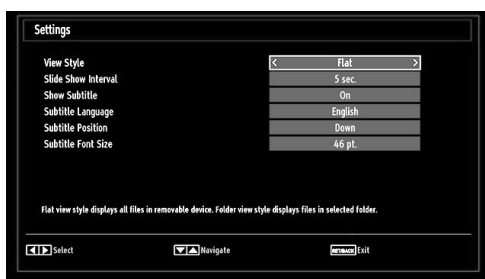 Settings
View Style < Flat >
Slide Show Interval 5 sec.
Show Subtitle On
Subtitle Language English
Subtitle Position Down
Subtitle Font Size 46 pt.
Flat view style displays all files in removable device. Folder view style displays files in selected folder.
Select Navigate RET/BACK Exit